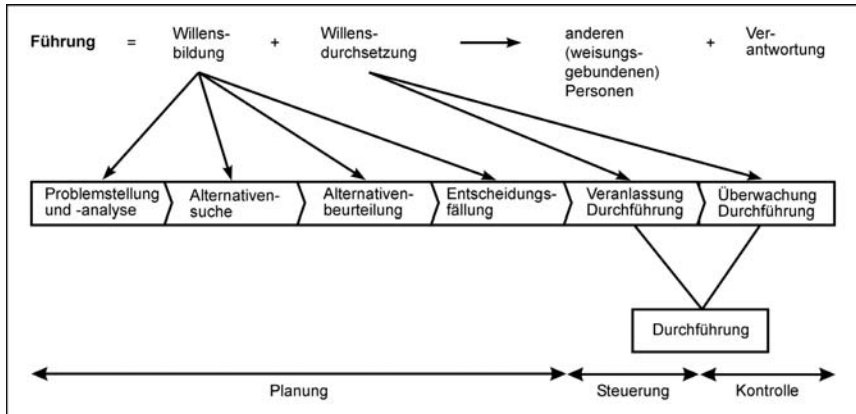 Führung = Willens-
bildung + Willens-
durchsetzung anderen
(weisungs-
gebundenen)
Personen + Ver-
antwortung
Problemstellung
und -analyse
Alternativen-
suche
Alternativen-
beurteilung
Entscheidungs-
fällung
Veranlassung
Durchführung
Überwachung
Durchführung
Durchführung
Planung
Steuerung
Kontrolle